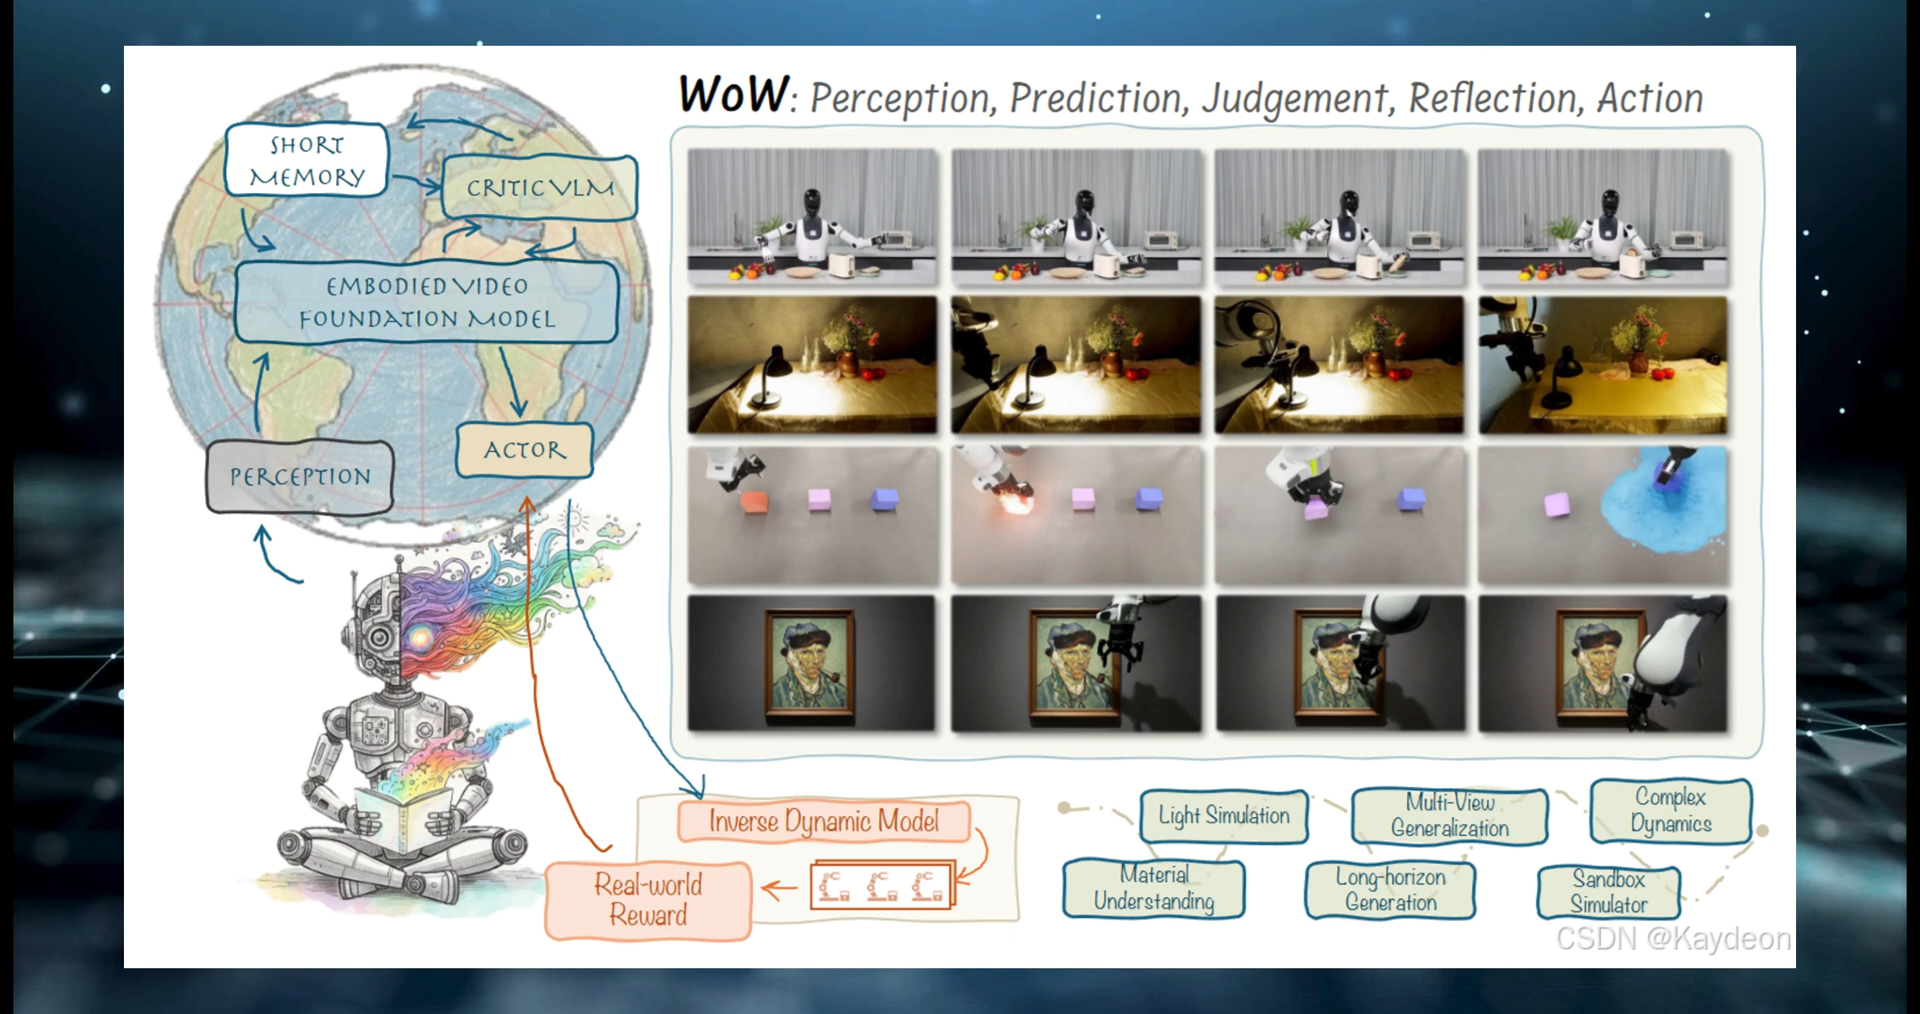 WoW: Perception, Prediction, Judgement, Reflection, Action
SHORT
MEMORY
CRITIC VLM
EMBODIED VIDEO
FOUNDATION MODEL
PERCEPTION
ACTOR
Inverse Dynamic Model
Real-world
Reward
Light Simulation
Multi-View
Generalization
Complex
Dynamics
Material
Understanding
Long-horizon
Generation
Sandbox
Simulator
CSDN @Kaydeon